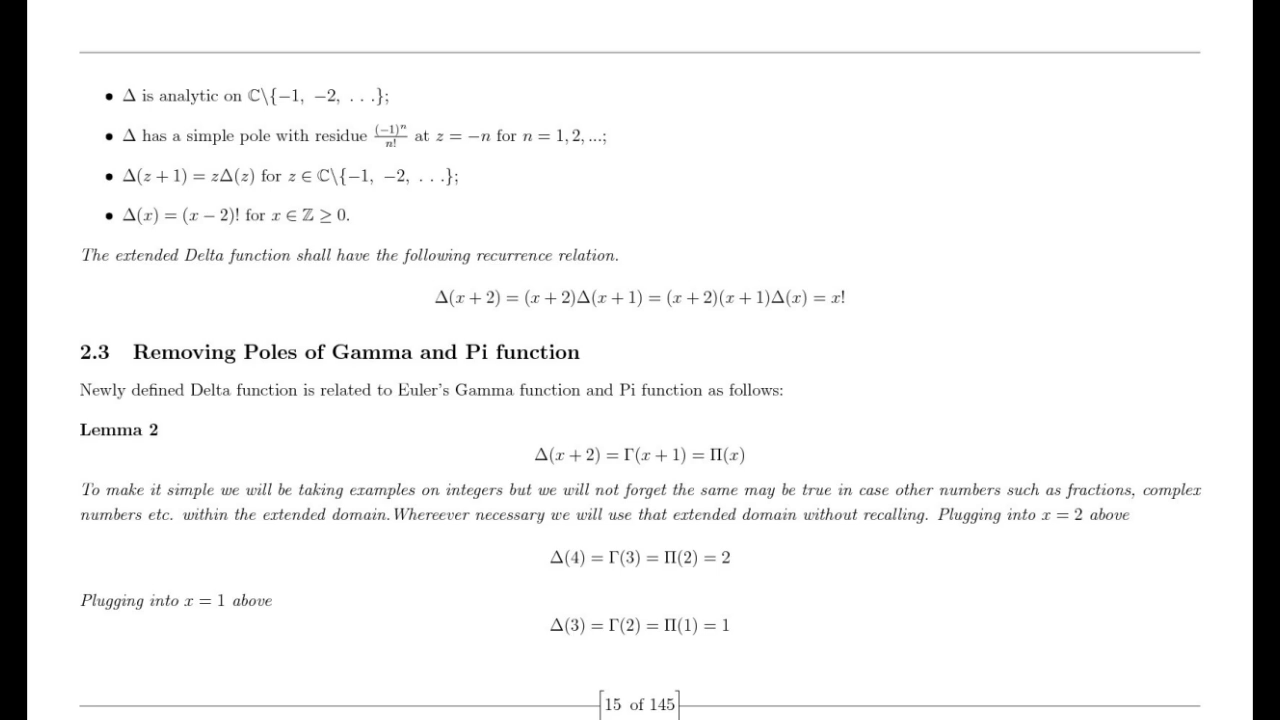 • Δ is analytic on ℂ\{−1, −2, . . .};
• Δ has a simple pole with residue (−1)ⁿ/n! at z = −n for n = 1, 2, ...;
• Δ(z + 1) = zΔ(z) for z ∈ ℂ\{−1, −2, . . .};
• Δ(x) = (x − 2)! for x ∈ ℤ ≥ 0.
The extended Delta function shall have the following recurrence relation.
Δ(x + 2) = (x + 2)Δ(x + 1) = (x + 2)(x + 1)Δ(x) = x!
2.3 Removing Poles of Gamma and Pi function
Newly defined Delta function is related to Euler's Gamma function and Pi function as follows:
Lemma 2
Δ(x + 2) = Γ(x + 1) = Π(x)
To make it simple we will be taking examples on integers but we will not forget the same may be true in case other numbers such as fractions, complex
numbers etc. within the extended domain.Whereever necessary we will use that extended domain without recalling. Plugging into x = 2 above
Δ(4) = Γ(3) = Π(2) = 2
Plugging into x = 1 above
Δ(3) = Γ(2) = Π(1) = 1
15 of 145